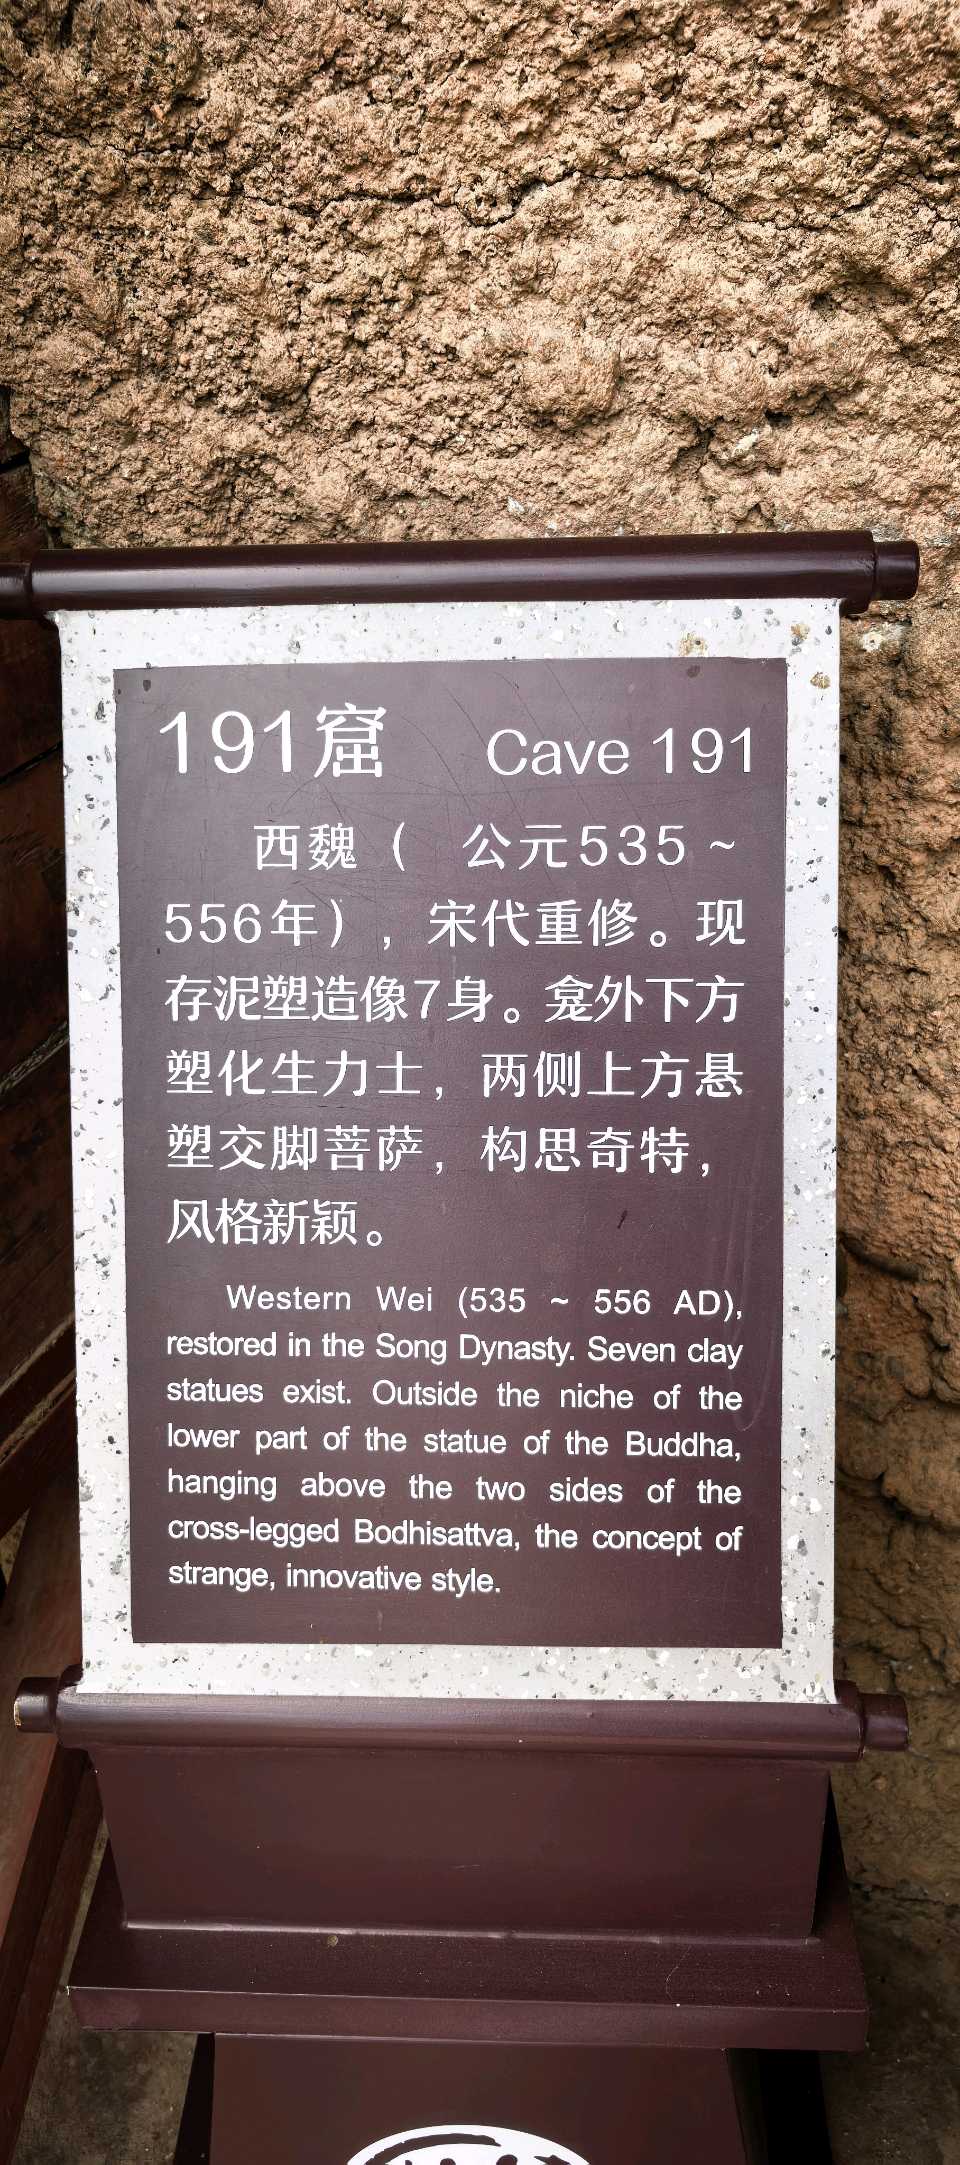 191窟 Cave 191
西魏（ 公元535～
556年），宋代重修。现
存泥塑造像7身。龛外下方
塑化生力士，两侧上方悬
塑交脚菩萨，构思奇特，
风格新颖。
Western Wei (535 ~ 556 AD),
restored in the Song Dynasty. Seven clay
statues exist. Outside the niche of the
lower part of the statue of the Buddha,
hanging above the two sides of the
cross-legged Bodhisattva, the concept of
strange, innovative style.